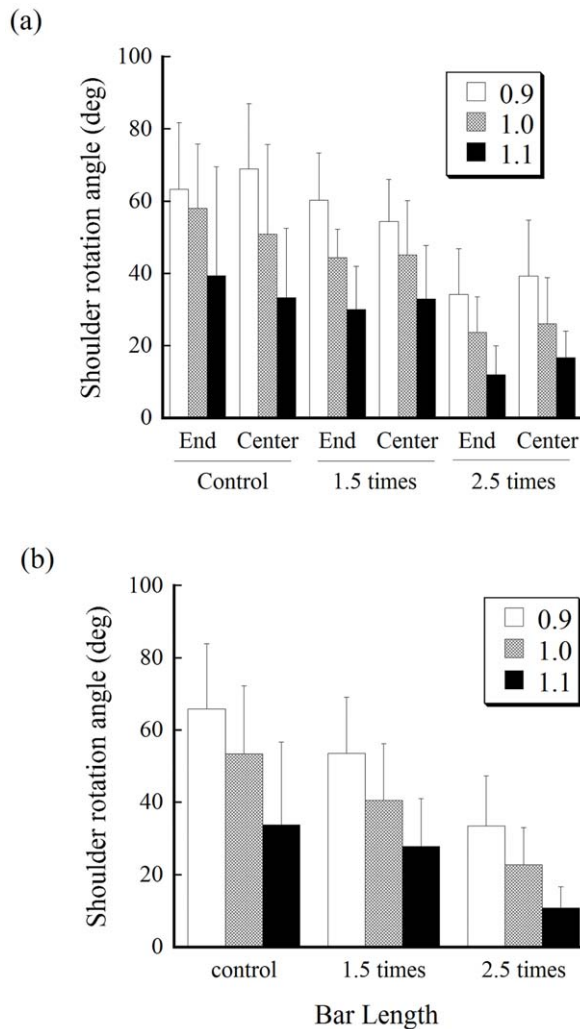 (a)
100
80
60
40
20
0
Shoulder rotation angle (deg)
0.9
1.0
1.1
End Center End Center End Center
Control 1.5 times 2.5 times
(b)
100
80
60
40
20
0
Shoulder rotation angle (deg)
0.9
1.0
1.1
control 1.5 times 2.5 times
Bar Length